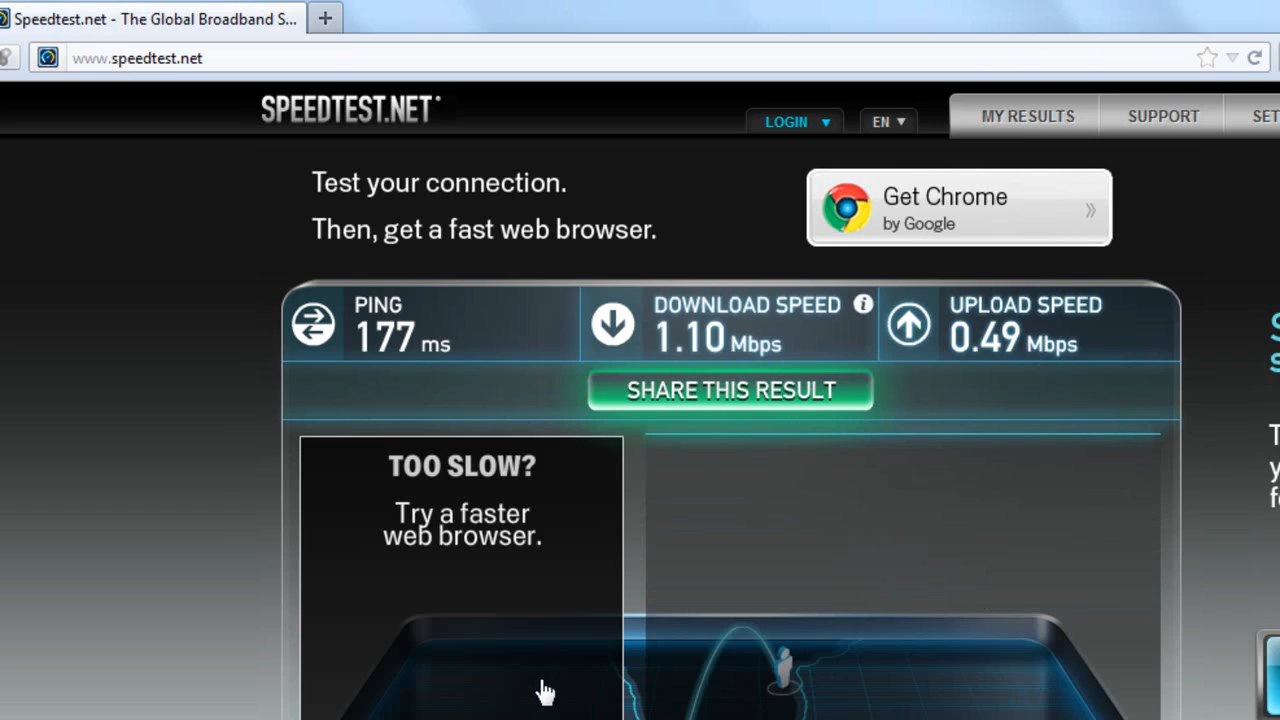 Speedtest.net - The Global Broadband S...
www.speedtest.net
SPEEDTEST.NET
LOGIN
EN
MY RESULTS
SUPPORT
SET
Test your connection.
Then, get a fast web browser.
Get Chrome
by Google
PING
177 ms
DOWNLOAD SPEED
1.10 Mbps
UPLOAD SPEED
0.49 Mbps
SHARE THIS RESULT
TOO SLOW?
Try a faster
web browser.